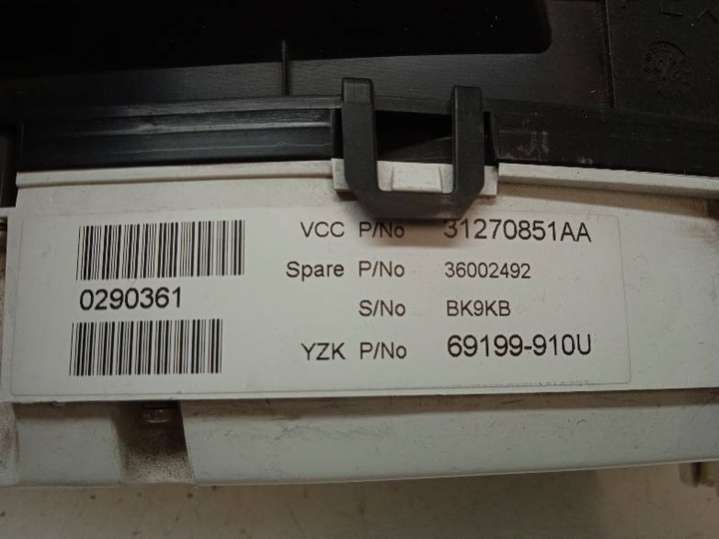 VCC P/No 31270851AA
Spare P/No 36002492
0290361
S/No BK9KB
YZK P/No 69199-910U